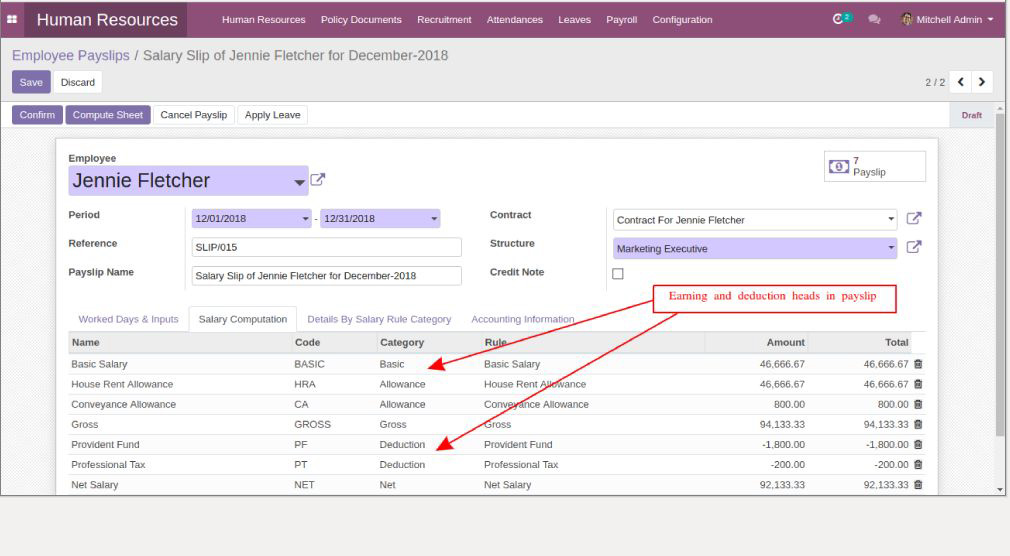 Human Resources Human Resources Policy Documents Recruitment Attendances Leaves Payroll Configuration 2 Mitchell Admin
Employee Payslips / Salary Slip of Jennie Fletcher for December-2018
Save Discard 2 / 2
Confirm Compute Sheet Cancel Payslip Apply Leave Draft
Employee
Jennie Fletcher
7
Payslip
Period 12/01/2018 - 12/31/2018 Contract Contract For Jennie Fletcher
Reference SLIP/015 Structure Marketing Executive
Payslip Name Salary Slip of Jennie Fletcher for December-2018 Credit Note
Earning and deduction heads in payslip
Worked Days & Inputs Salary Computation Details By Salary Rule Category Accounting Information
Name Code Category Rule Amount Total
Basic Salary BASIC Basic Basic Salary 46,666.67 46,666.67
House Rent Allowance HRA Allowance House Rent Allowance 46,666.67 46,666.67
Conveyance Allowance CA Allowance Conveyance Allowance 800.00 800.00
Gross GROSS Gross Gross 94,133.33 94,133.33
Provident Fund PF Deduction Provident Fund -1,800.00 -1,800.00
Professional Tax PT Deduction Professional Tax -200.00 -200.00
Net Salary NET Net Net Salary 92,133.33 92,133.33